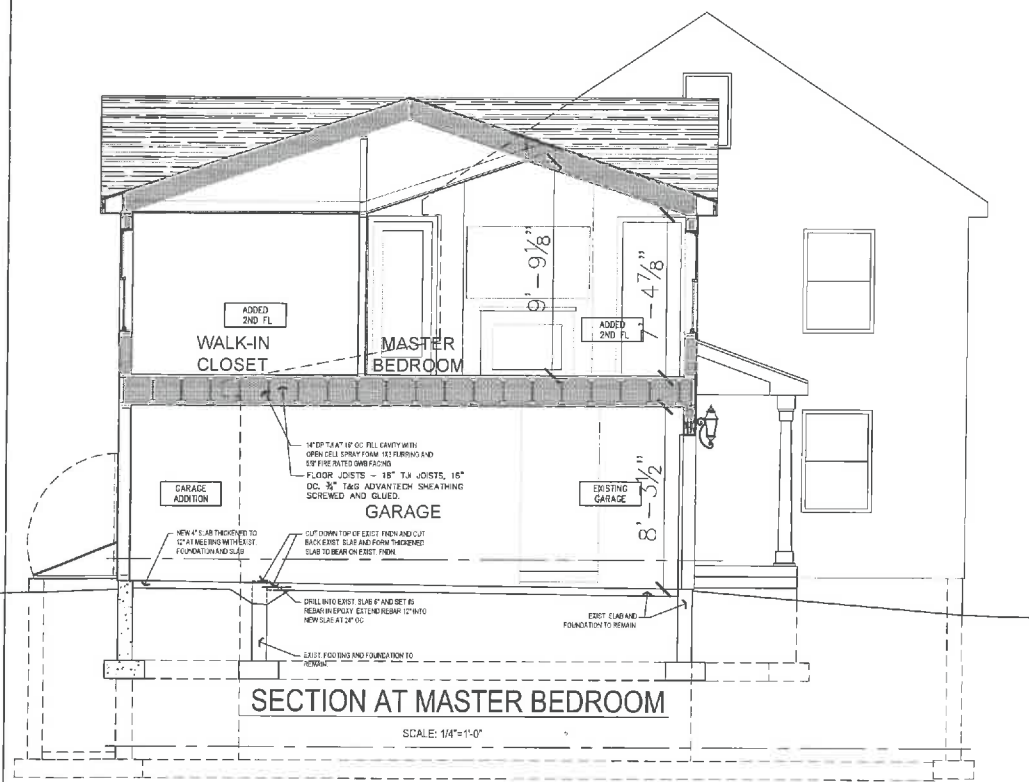 9'-9⅛"
7'-4⅞"
ADDED
2ND FL
ADDED
2ND FL
WALK-IN
CLOSET
MASTER
BEDROOM
14" DP TJI AT 16" OC FILL CAVITY WITH
OPEN CELL SPRAY FOAM. 1X3 FURRING AND
5/8" FIRE RATED GWB FACING
FLOOR JOISTS - 16" TJI JOISTS, 16"
OC. ¾" T&G ADVANTECH SHEATHING
SCREWED AND GLUED.
GARAGE
ADDITION
EXISTING
GARAGE
8'-3½"
GARAGE
NEW 4" SLAB THICKENED TO
12" AT MEETING WITH EXIST.
FOUNDATION AND SLAB
CUT DOWN TOP OF EXIST. FNDN AND CUT
BACK EXIST. SLAB AND FORM THICKENED
SLAB TO BEAR ON EXIST. FNDN.
DRILL INTO EXIST. SLAB 6" AND SET #5
REBAR IN EPOXY. EXTEND REBAR 12" INTO
NEW SLAB AT 24" OC
EXIST. SLAB AND
FOUNDATION TO REMAIN
EXIST. FOOTING AND FOUNDATION TO
REMAIN.
SECTION AT MASTER BEDROOM
SCALE: 1/4"=1'-0"